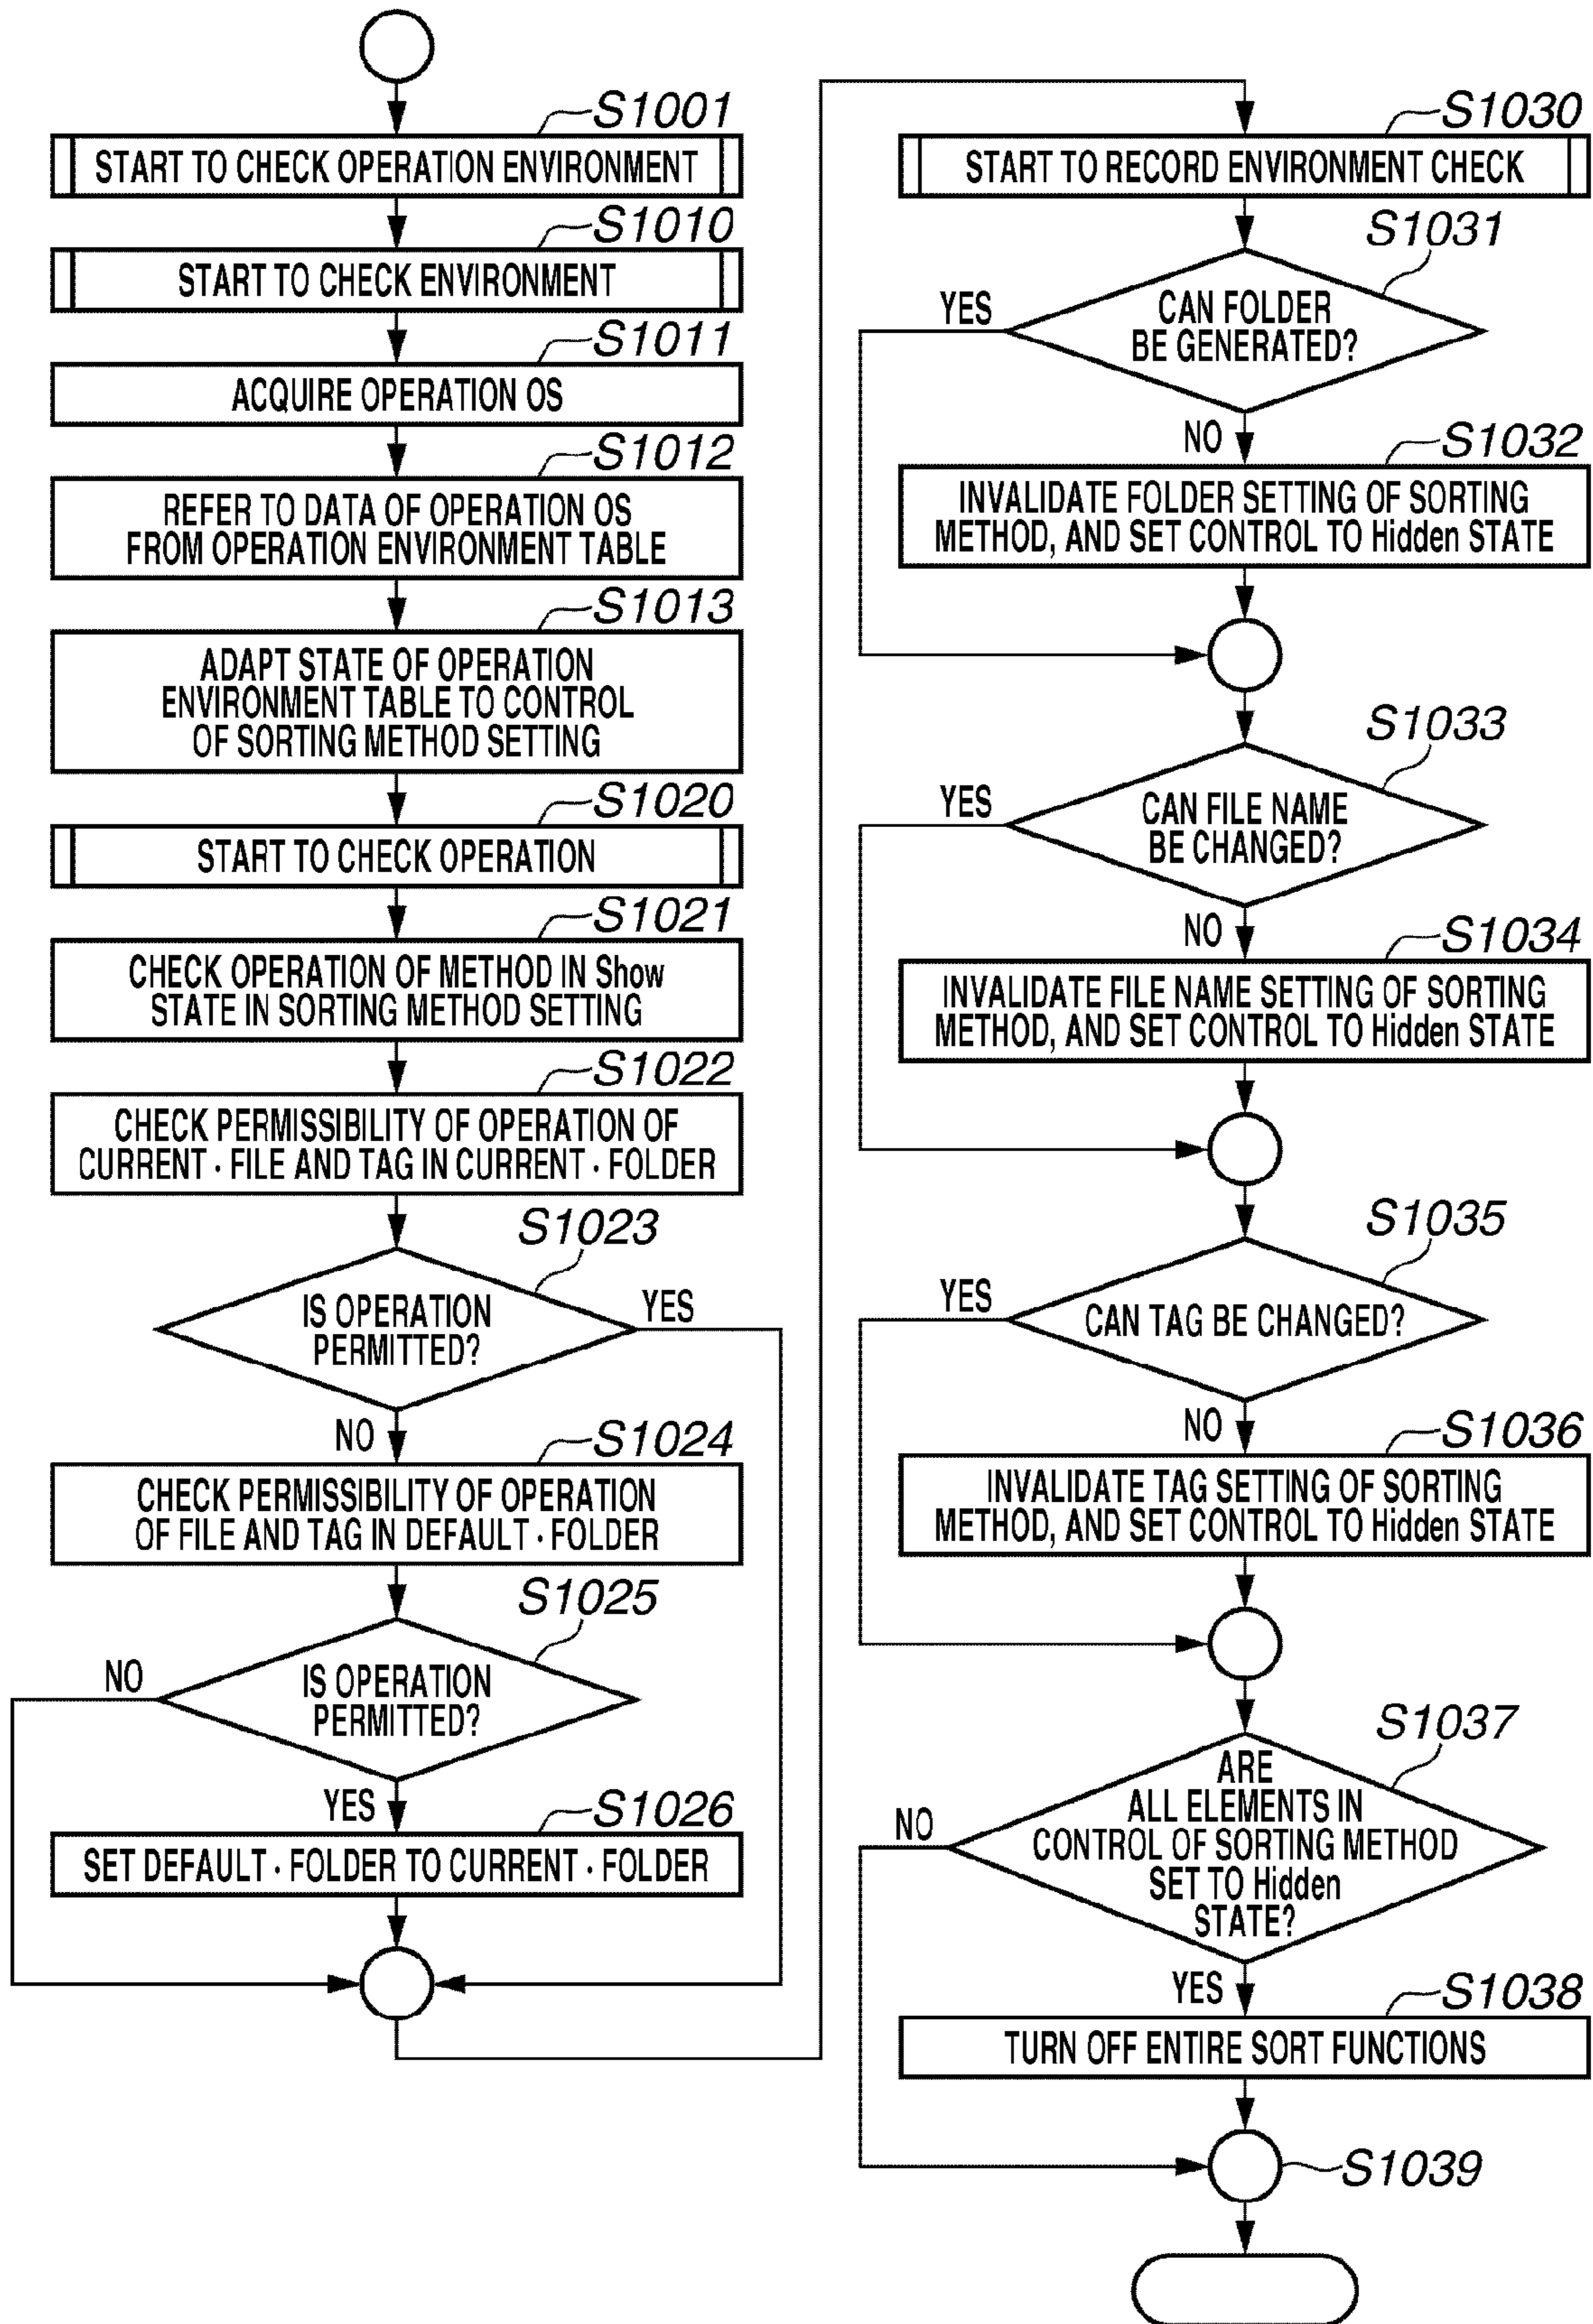 S1001
START TO CHECK OPERATION ENVIRONMENT
S1010
START TO CHECK ENVIRONMENT
S1011
ACQUIRE OPERATION OS
S1012
REFER TO DATA OF OPERATION OS
FROM OPERATION ENVIRONMENT TABLE
S1013
ADAPT STATE OF OPERATION
ENVIRONMENT TABLE TO CONTROL
OF SORTING METHOD SETTING
S1020
START TO CHECK OPERATION
S1021
CHECK OPERATION OF METHOD IN Show
STATE IN SORTING METHOD SETTING
S1022
CHECK PERMISSIBILITY OF OPERATION OF
CURRENT · FILE AND TAG IN CURRENT · FOLDER
S1023
IS OPERATION
PERMITTED?
YES
NO
S1024
CHECK PERMISSIBILITY OF OPERATION
OF FILE AND TAG IN DEFAULT · FOLDER
S1025
IS OPERATION
PERMITTED?
NO
YES
S1026
SET DEFAULT · FOLDER TO CURRENT · FOLDER
S1030
START TO RECORD ENVIRONMENT CHECK
S1031
CAN FOLDER
BE GENERATED?
YES
NO
S1032
INVALIDATE FOLDER SETTING OF SORTING
METHOD, AND SET CONTROL TO Hidden STATE
S1033
CAN FILE NAME
BE CHANGED?
YES
NO
S1034
INVALIDATE FILE NAME SETTING OF SORTING
METHOD, AND SET CONTROL TO Hidden STATE
S1035
CAN TAG BE CHANGED?
YES
NO
S1036
INVALIDATE TAG SETTING OF SORTING
METHOD, AND SET CONTROL TO Hidden STATE
S1037
ARE
ALL ELEMENTS IN
CONTROL OF SORTING METHOD
SET TO Hidden
STATE?
NO
YES
S1038
TURN OFF ENTIRE SORT FUNCTIONS
S1039